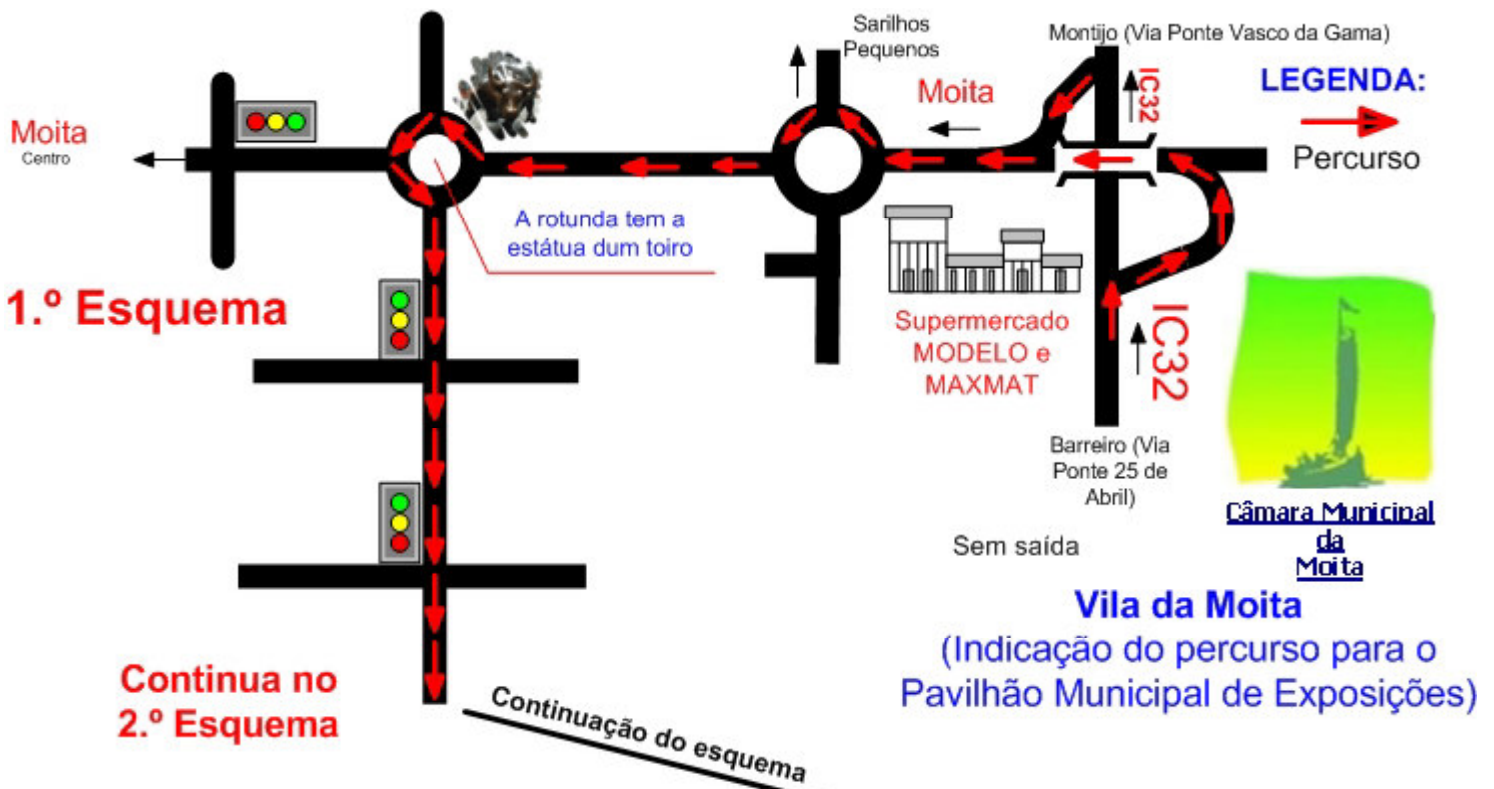 Sarilhos
Pequenos
Montijo (Via Ponte Vasco da Gama)
LEGENDA:
Percurso
IC32
Moita
Moita
Centro
A rotunda tem a
estátua dum toiro
1.º Esquema
Supermercado
MODELO e
MAXMAT
IC32
Barreiro (Via
Ponte 25 de
Abril)
Câmara Municipal
da
Moita
Sem saída
Vila da Moita
(Indicação do percurso para o
Pavilhão Municipal de Exposições)
Continua no
2.º Esquema
Continuação do esquema